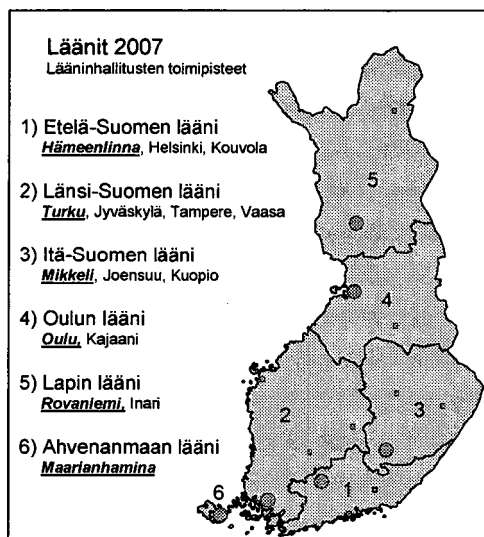 Läänit 2007
Lääninhallitusten toimipisteet
1) Etelä-Suomen lääni
Hämeenlinna, Helsinki, Kouvola
2) Länsi-Suomen lääni
Turku, Jyväskylä, Tampere, Vaasa
3) Itä-Suomen lääni
Mikkeli, Joensuu, Kuopio
4) Oulun lääni
Oulu, Kajaani
5) Lapin lääni
Rovaniemi, Inari
6) Ahvenanmaan lääni
Maarianhamina
5
4
3
2
1
6